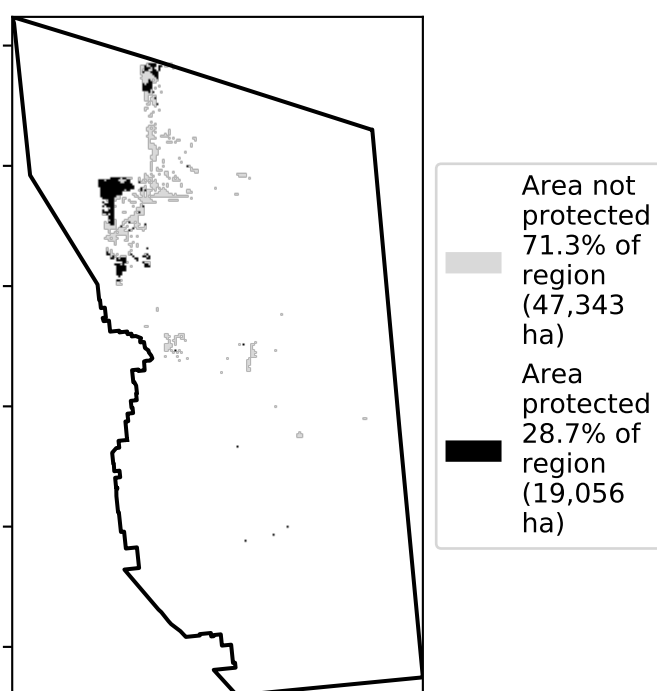 Area not
protected
71.3% of
region
(47,343
ha)
Area
protected
28.7% of
region
(19,056
ha)